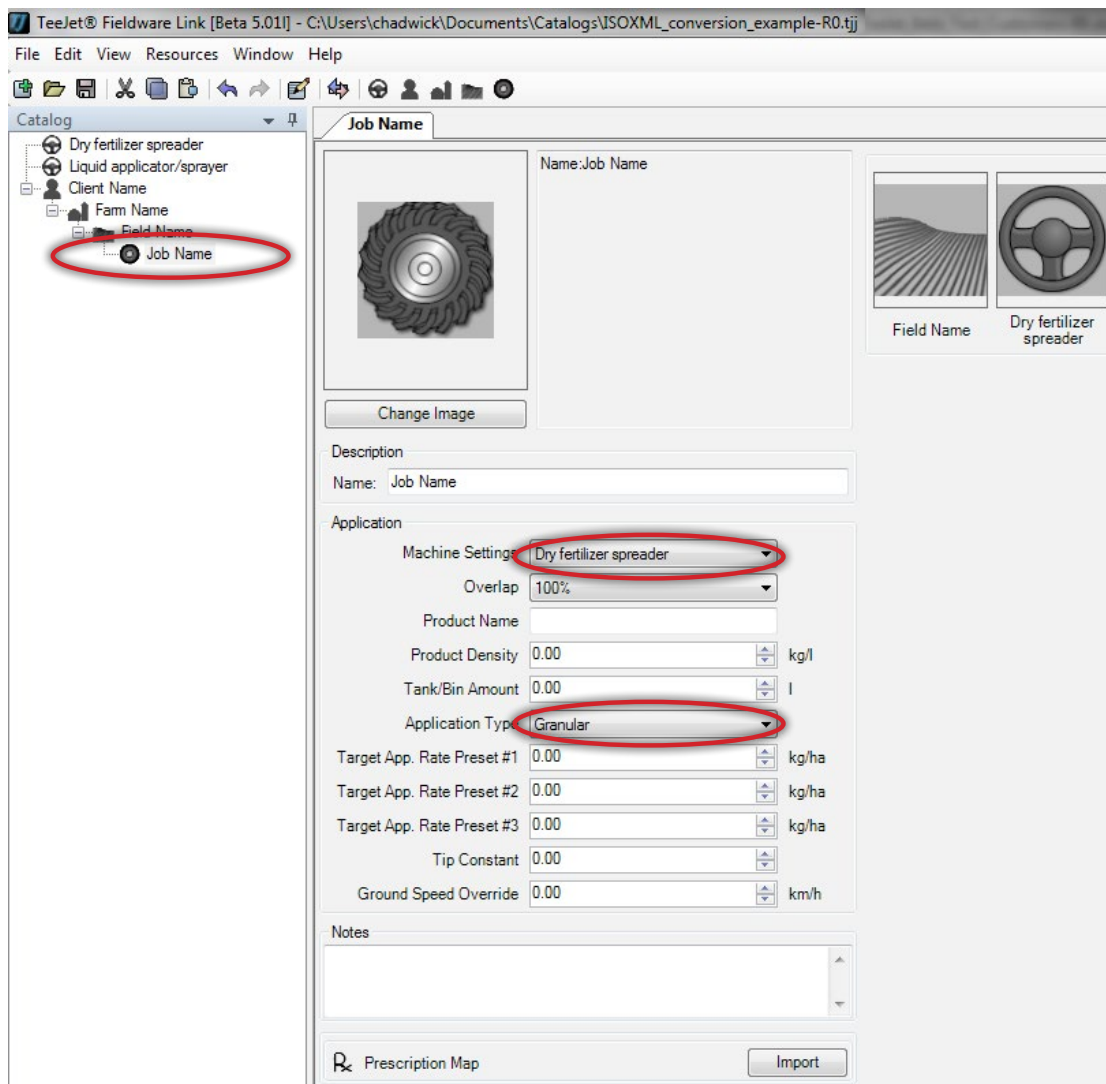 TeeJet® Fieldware Link [Beta 5.01l] - C:\Users\chadwick\Documents\Catalogs\ISOXML_conversion_example-R0.tjj
File Edit View Resources Window Help
Catalog
Dry fertilizer spreader
Liquid applicator/sprayer
Client Name
Farm Name
Field Name
Job Name
Job Name
Name:Job Name
Change Image
Field Name
Dry fertilizer
spreader
Description
Name: Job Name
Application
Machine Settings Dry fertilizer spreader
Overlap 100%
Product Name
Product Density 0.00 kg/l
Tank/Bin Amount 0.00 l
Application Type Granular
Target App. Rate Preset #1 0.00 kg/ha
Target App. Rate Preset #2 0.00 kg/ha
Target App. Rate Preset #3 0.00 kg/ha
Tip Constant 0.00
Ground Speed Override 0.00 km/h
Notes
Prescription Map Import